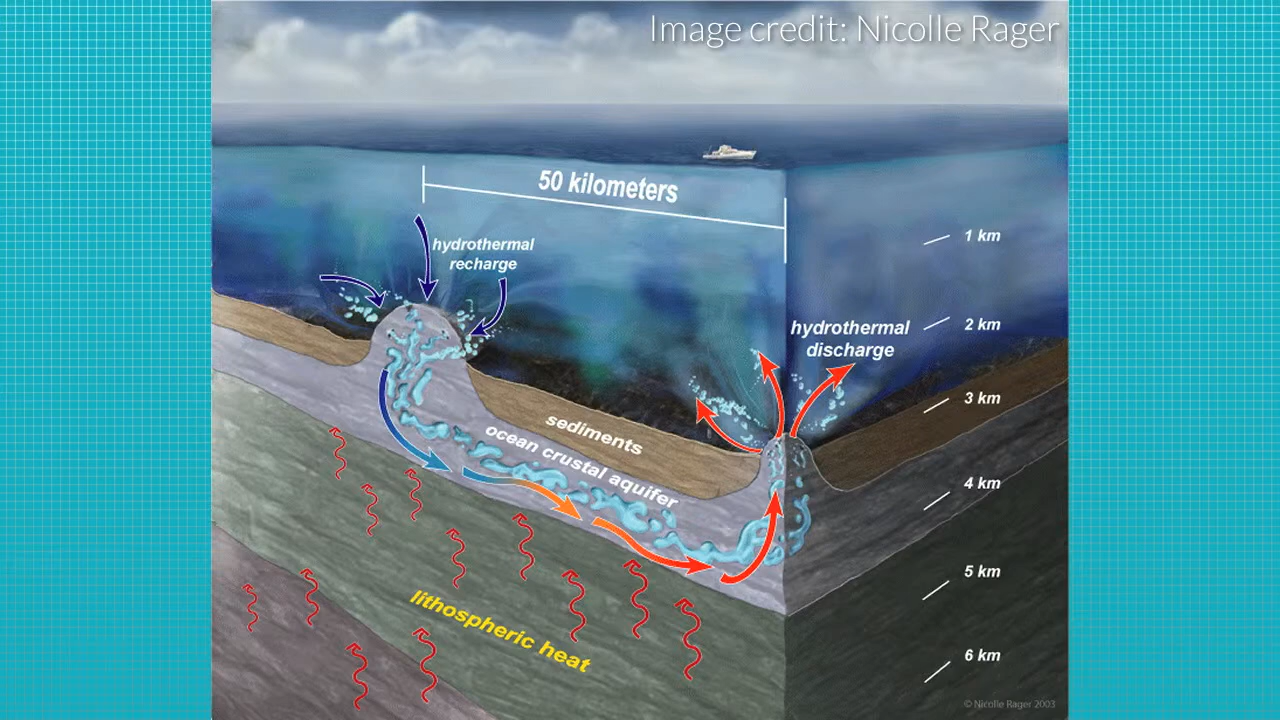 Image credit: Nicolle Rager
50 kilometers
hydrothermal
recharge
1 km
hydrothermal
discharge
2 km
3 km
sediments
ocean crustal aquifer
4 km
5 km
lithospheric heat
6 km
© Nicolle Rager 2003